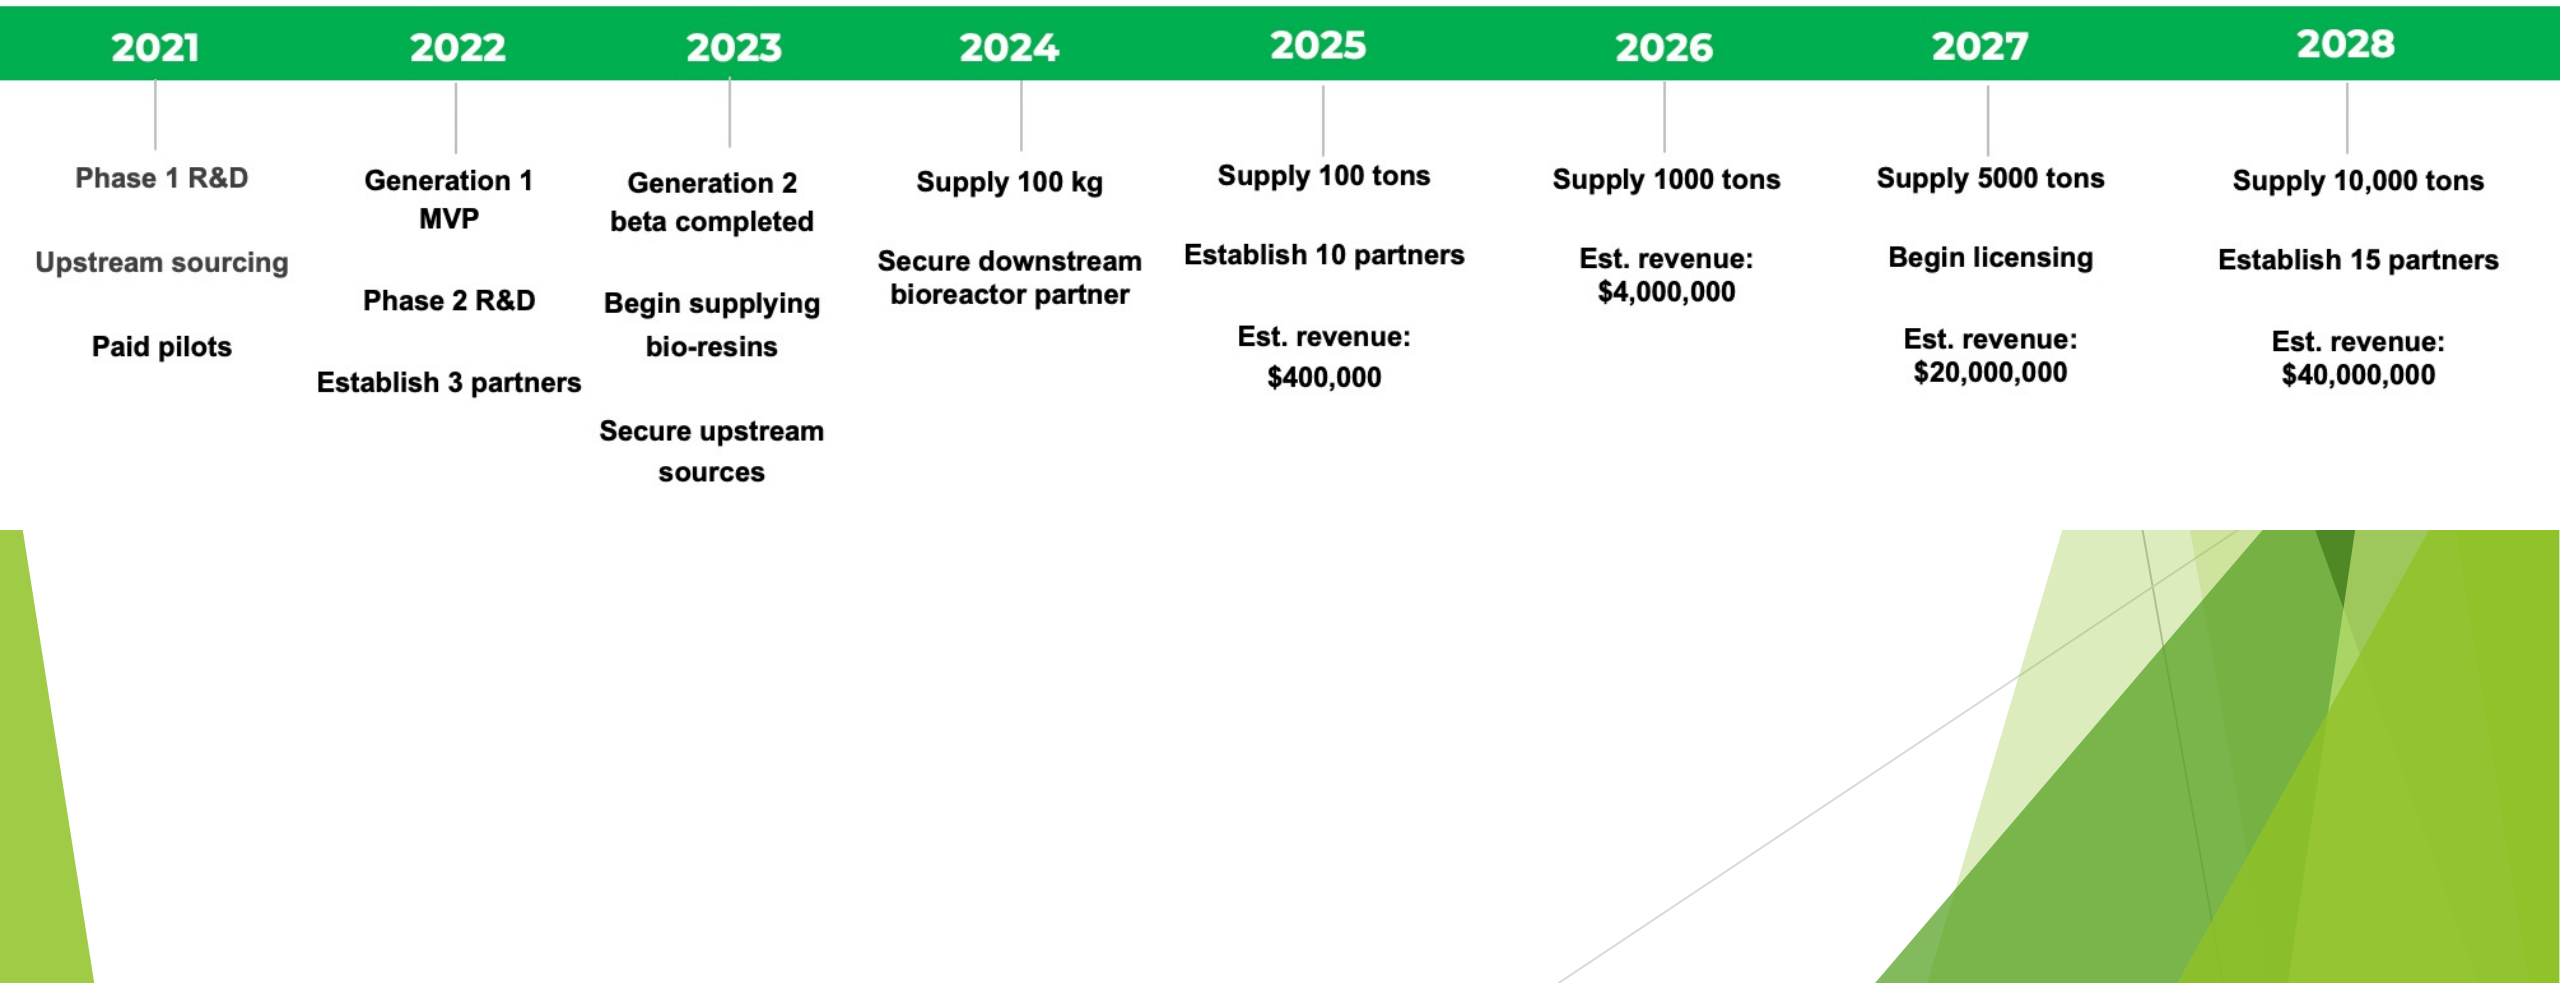 2021
Phase 1 R&D
Upstream sourcing
Paid pilots
2022
Generation 1
MVP
Phase 2 R&D
Establish 3 partners
2023
Generation 2
beta completed
Begin supplying
bio-resins
Secure upstream
sources
2024
Supply 100 kg
Secure downstream
bioreactor partner
2025
Supply 100 tons
Establish 10 partners
Est. revenue:
$400,000
2026
Supply 1000 tons
Est. revenue:
$4,000,000
2027
Supply 5000 tons
Begin licensing
Est. revenue:
$20,000,000
2028
Supply 10,000 tons
Establish 15 partners
Est. revenue:
$40,000,000